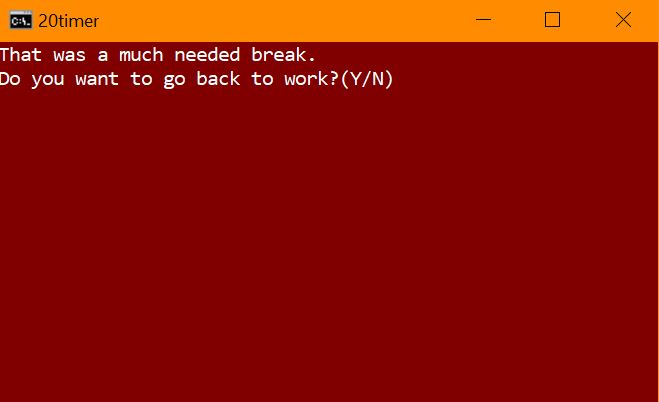 20timer
That was a much needed break.
Do you want to go back to work?(Y/N)